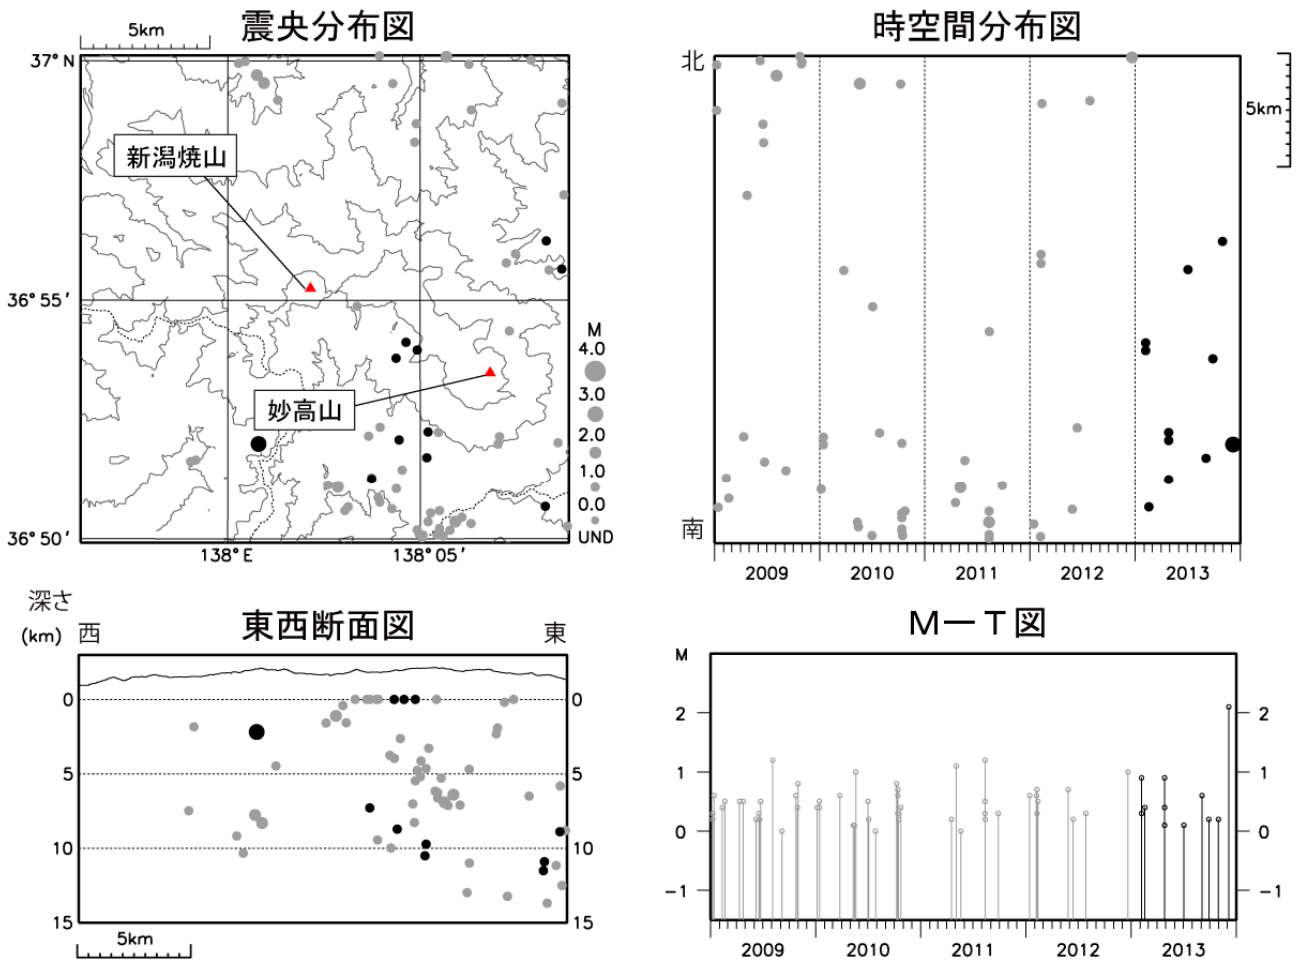 震央分布図
5km
37° N
新潟焼山
36° 55′
妙高山
36° 50′
138° E
138° 05′
M
4.0
3.0
2.0
1.0
0.0
UND
時空間分布図
北
南
5km
2009
2010
2011
2012
2013
東西断面図
深さ
(km)
西
東
0
0
5
5
10
10
15
15
5km
M－T図
M
2
2
1
1
0
0
−1
−1
2009
2010
2011
2012
2013